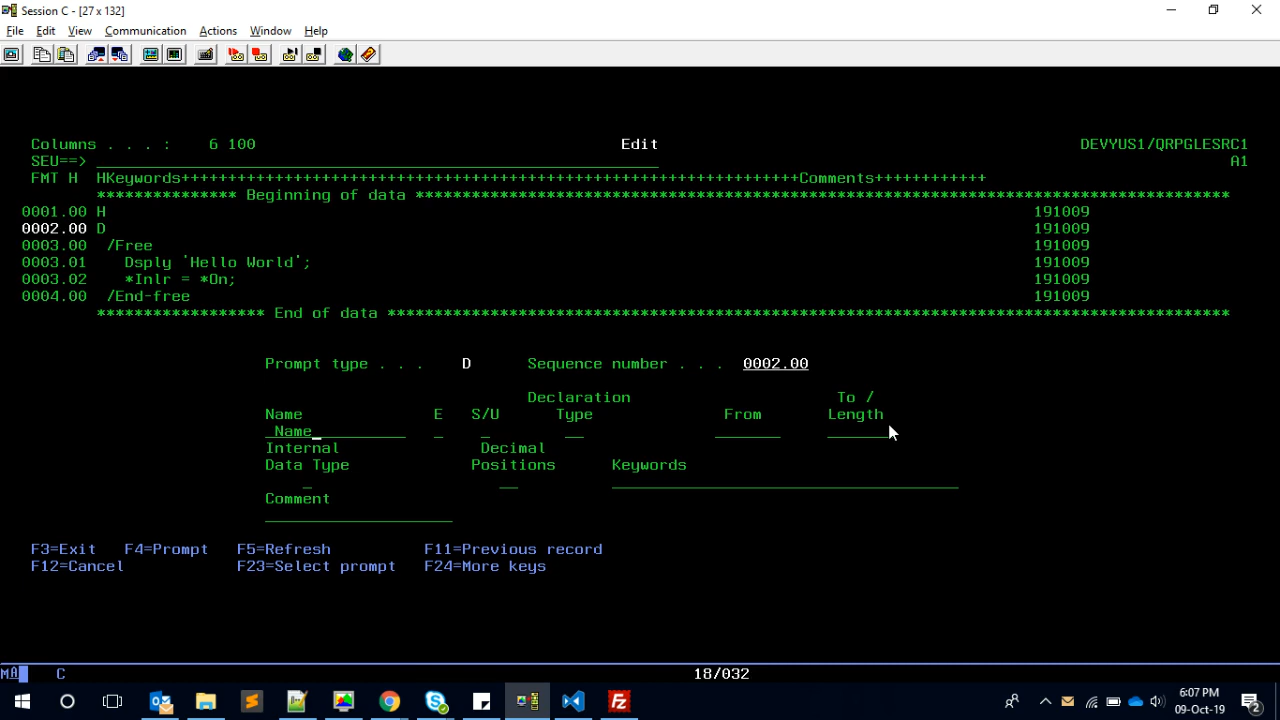 Session C - [27 x 132]
File Edit View Communication Actions Window Help
Columns . . . : 6 100 Edit DEVYUS1/QRPGLESRC1
SEU==> A1
FMT H HKeywords++++++++++++++++++++++++++++++++++++++++++++++++++++++++++++++++++Comments++++++++++++
*************** Beginning of data ***************************************************************************************
0001.00 H 191009
0002.00 D 191009
0003.00 /Free 191009
0003.01 Dsply 'Hello World'; 191009
0003.02 *Inlr = *On; 191009
0004.00 /End-free 191009
****************** End of data ******************************************************************************************
Prompt type . . . D Sequence number . . . 0002.00
Declaration To /
Name E S/U Type From Length
Name
Internal Decimal
Data Type Positions Keywords
Comment
F3=Exit F4=Prompt F5=Refresh F11=Previous record
F12=Cancel F23=Select prompt F24=More keys
MA C 18/032
6:07 PM
09-Oct-19
2